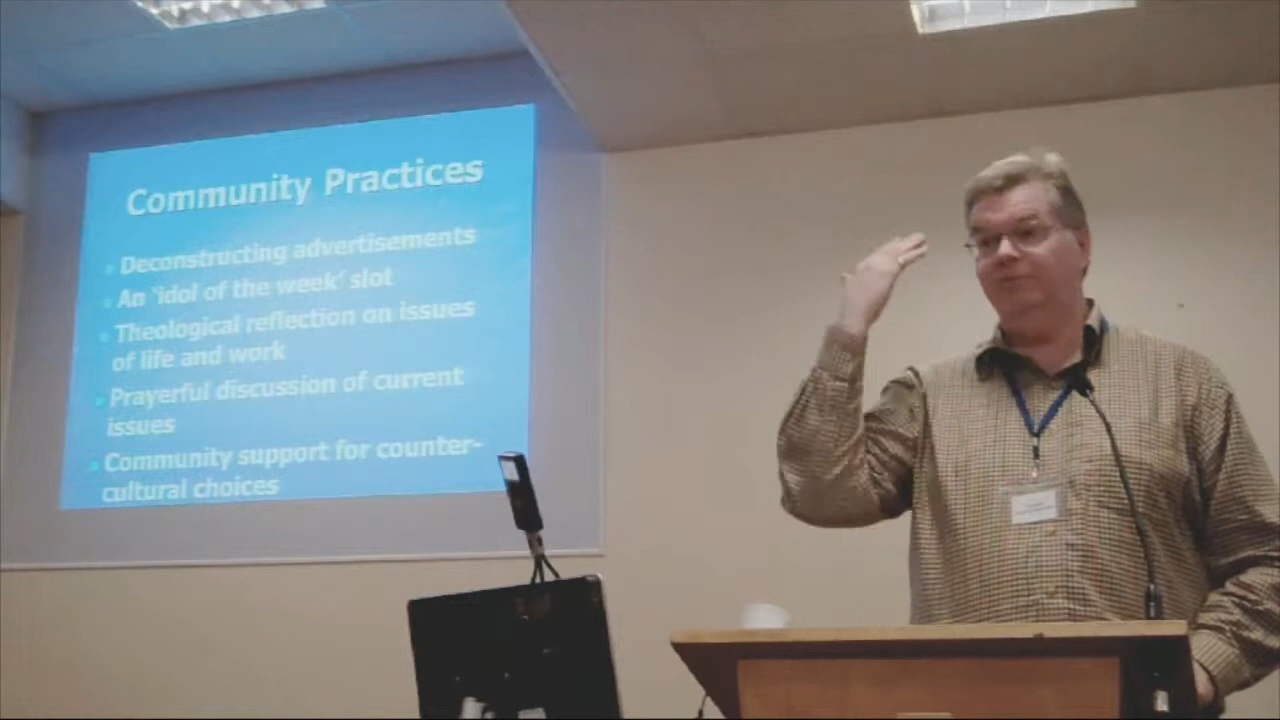 Community Practices
Deconstructing advertisements
An 'idol of the week' slot
Theological reflection on issues
of life and work
Prayerful discussion of current
issues
Community support for counter-
cultural choices